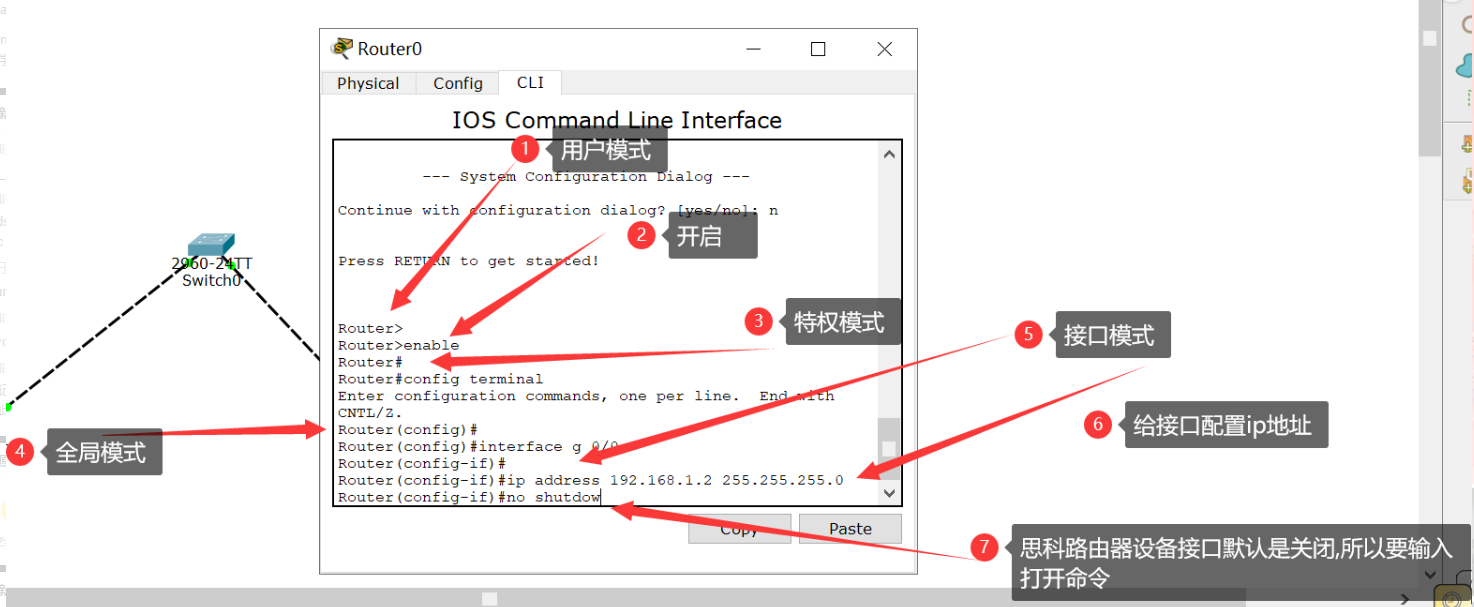 Router0
Physical Config CLI
IOS Command Line Interface
1 用户模式
--- System Configuration Dialog ---
Continue with configuration dialog? [yes/no]: n
2 开启
Press RETURN to get started!
3 特权模式
Router>
Router>enable
Router#
Router#config terminal
Enter configuration commands, one per line. End with
CNTL/Z.
Router(config)#
Router(config)#interface g 0/0
Router(config-if)#
Router(config-if)#ip address 192.168.1.2 255.255.255.0
Router(config-if)#no shutdow
Copy Paste
2960-24TT
Switch0
4 全局模式
5 接口模式
6 给接口配置ip地址
7 思科路由器设备接口默认是关闭,所以要输入
打开命令